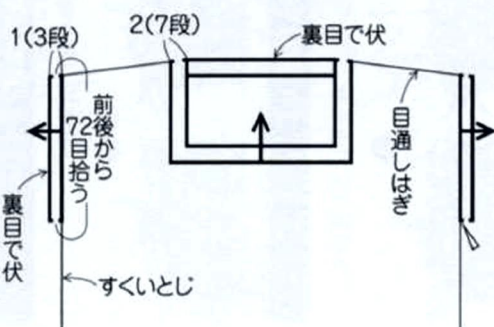 1(3段)
2(7段)
裏目で伏
前後から
72目拾う
目通しはぎ
裏目で伏
すくいとじ